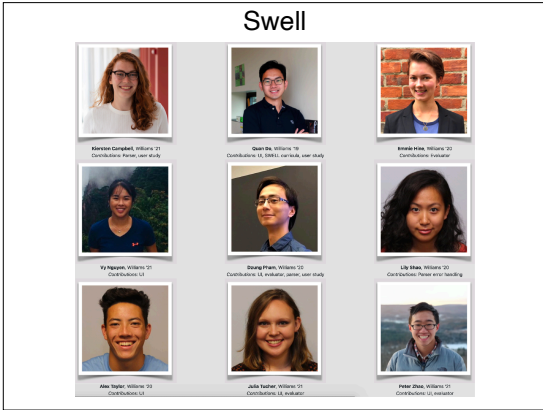 Swell
Kiersten Campbell, Williams '21
Contributions: Parser, user study
Quan Do, Williams '19
Contributions: UI, SWELL curricula, user study
Emmie Hine, Williams '20
Contributions: Evaluator
Vy Nguyen, Williams '21
Contributions: UI
Dzung Pham, Williams '20
Contributions: UI, evaluator, parser, user study
Lily Shao, Williams '20
Contributions: Parser error handling
Alex Taylor, Williams '20
Contributions: UI
Julia Tucher, Williams '21
Contributions: UI, evaluator
Peter Zhao, Williams '21
Contributions: UI, evaluator